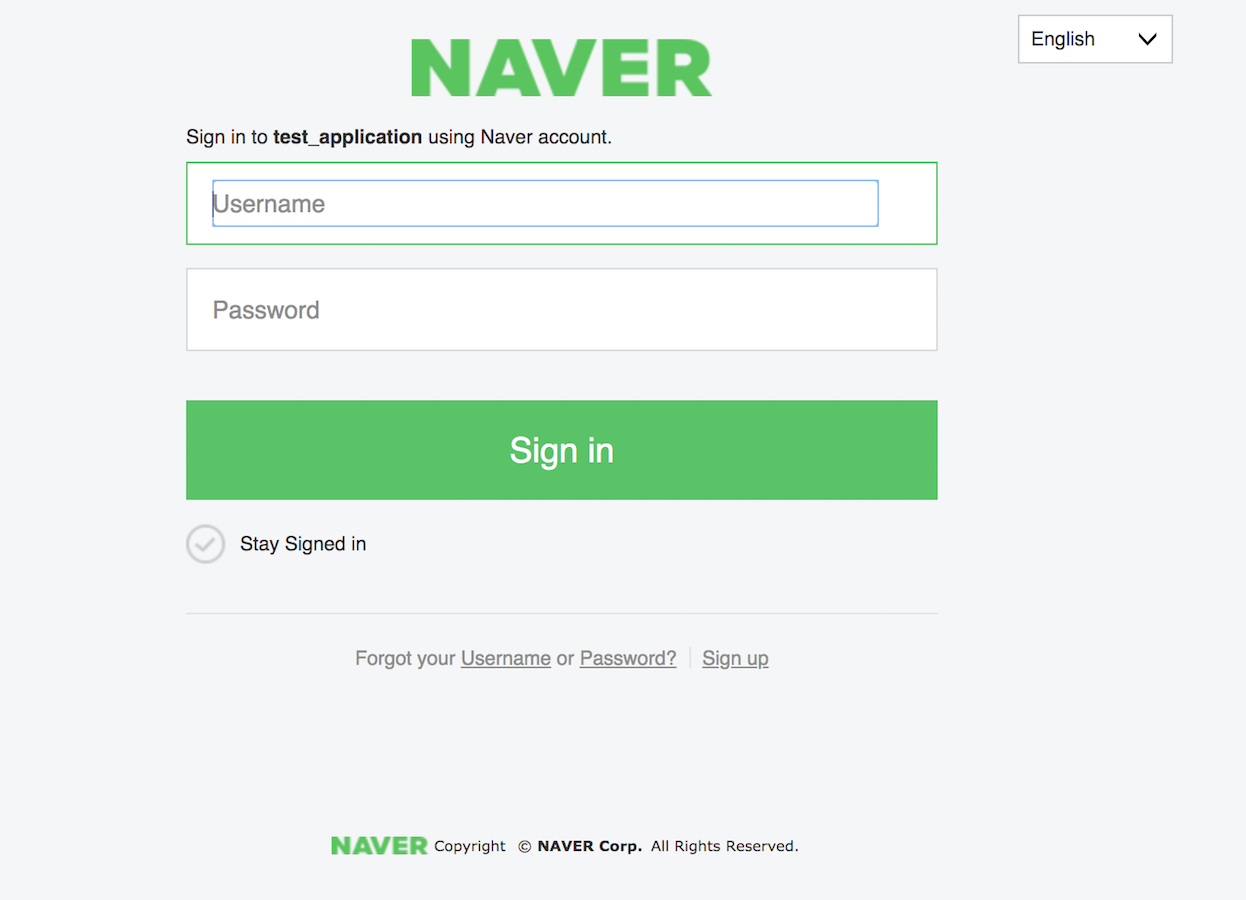 NAVER
English
Sign in to test_application using Naver account.
Username
Password
Sign in
Stay Signed in
Forgot your Username or Password? Sign up
NAVER Copyright © NAVER Corp. All Rights Reserved.